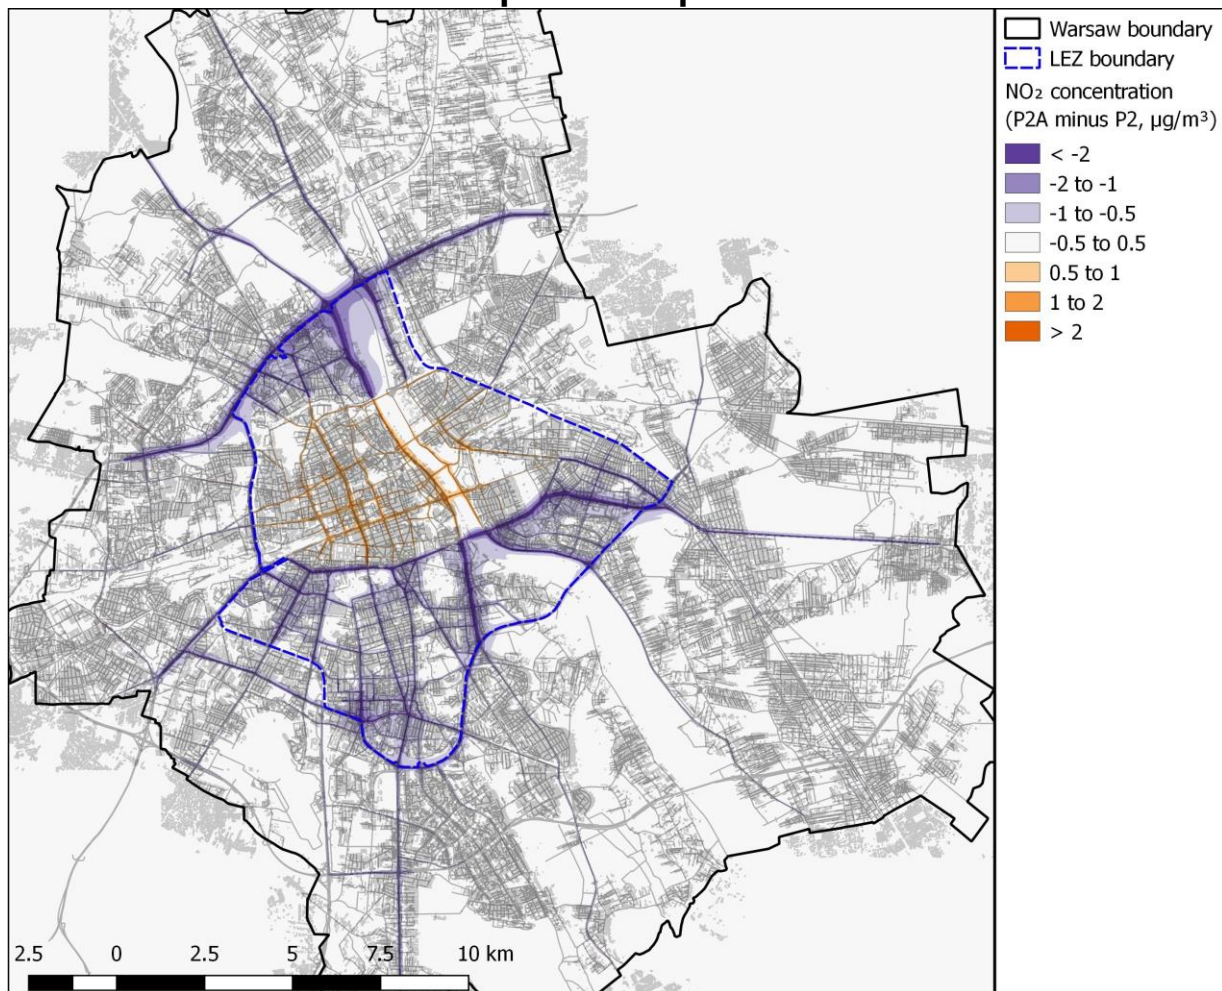 Warsaw boundary
LEZ boundary
NO₂ concentration
(P2A minus P2, µg/m³)
< -2
-2 to -1
-1 to -0.5
-0.5 to 0.5
0.5 to 1
1 to 2
> 2
2.5 0 2.5 5 7.5 10 km